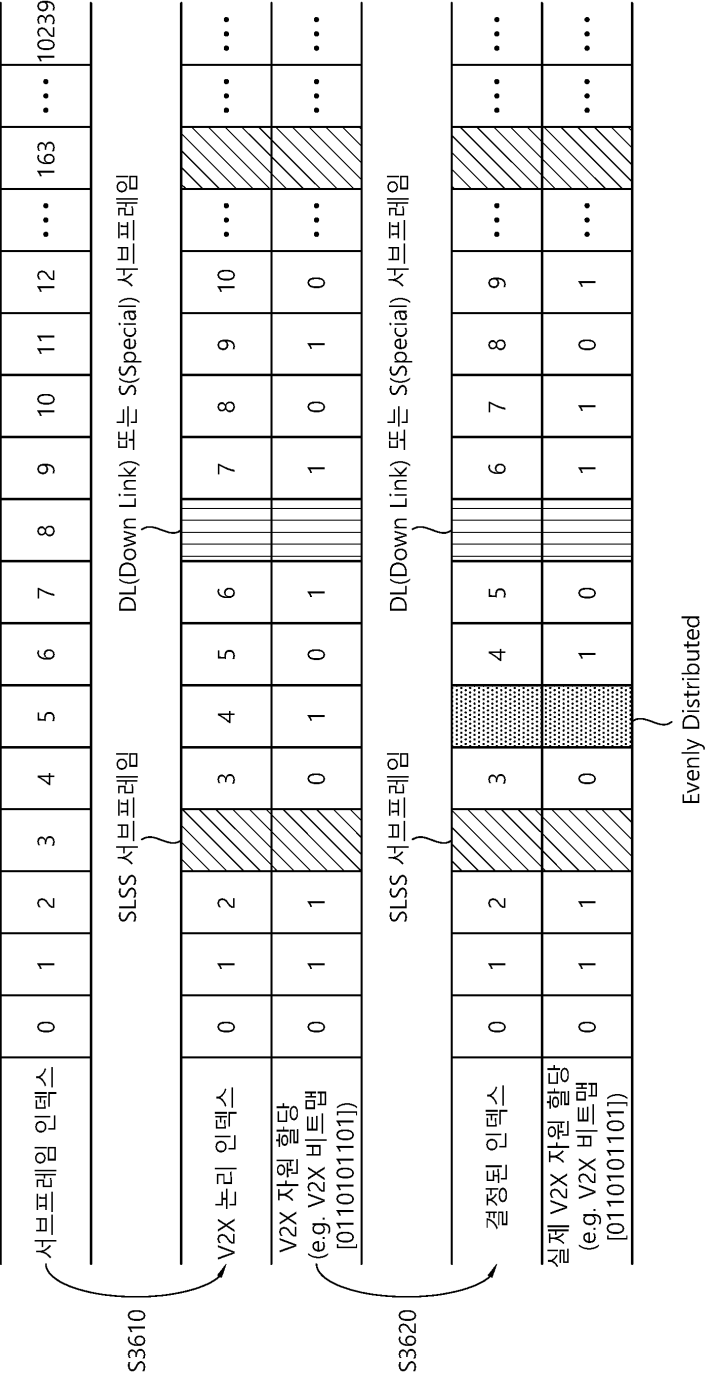 서브프레임 인덱스 0 1 2 3 4 5 6 7 8 9 10 11 12 ••• 163 ••• 10239
S3610
SLSS 서브프레임 DL(Down Link) 또는 S(Special) 서브프레임
V2X 논리 인덱스 0 1 2 3 4 5 6 7 8 9 10 ••• •••  •••
V2X 자원 할당
(e.g. V2X 비트맵
[0110101101])
0 1 1 0 1 0 1 1 0 1 0 ••• ••• •••
S3620
SLSS 서브프레임 DL(Down Link) 또는 S(Special) 서브프레임
결정된 인덱스 0 1 2 3 4 5 6 7 8 9 ••• ••• •••
실제 V2X 자원 할당
(e.g. V2X 비트맵
[0110101101])
0 1 1 0 1 0 1 1 0 1 ••• ••• •••
Evenly Distributed